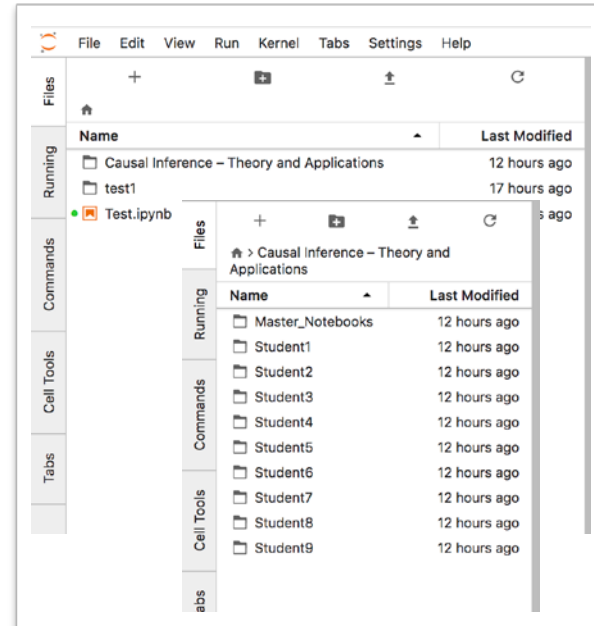 File Edit View Run Kernel Tabs Settings Help
Files
Running
Commands
Cell Tools
Tabs
Name Last Modified
Causal Inference – Theory and Applications 12 hours ago
test1 17 hours ago
Test.ipynb s ago
Files
Running
Commands
Cell Tools
abs
> Causal Inference – Theory and
Applications
Name Last Modified
Master_Notebooks 12 hours ago
Student1 12 hours ago
Student2 12 hours ago
Student3 12 hours ago
Student4 12 hours ago
Student5 12 hours ago
Student6 12 hours ago
Student7 12 hours ago
Student8 12 hours ago
Student9 12 hours ago